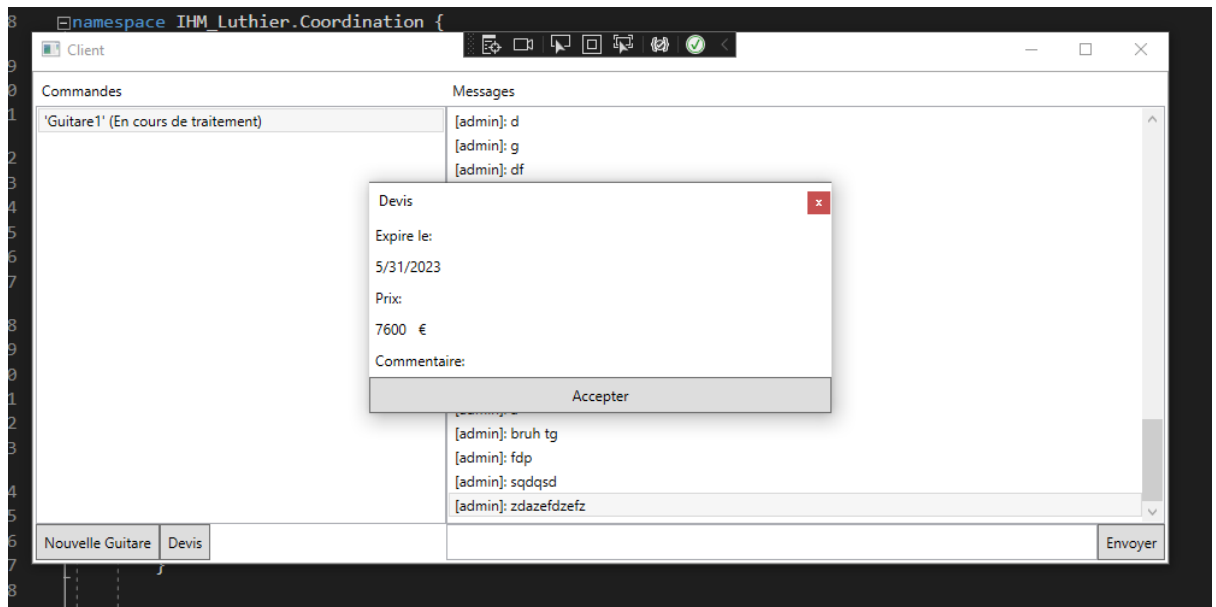 namespace IHM_Luthier.Coordination {
Client
Commandes
Messages
'Guitare1' (En cours de traitement)
[admin]: d
[admin]: g
[admin]: df
Devis
x
Expire le:
5/31/2023
Prix:
7600 €
Commentaire:
Accepter
[admin]: bruh tg
[admin]: fdp
[admin]: sqdqsd
[admin]: zdazefdzefz
Nouvelle Guitare
Devis
Envoyer
}